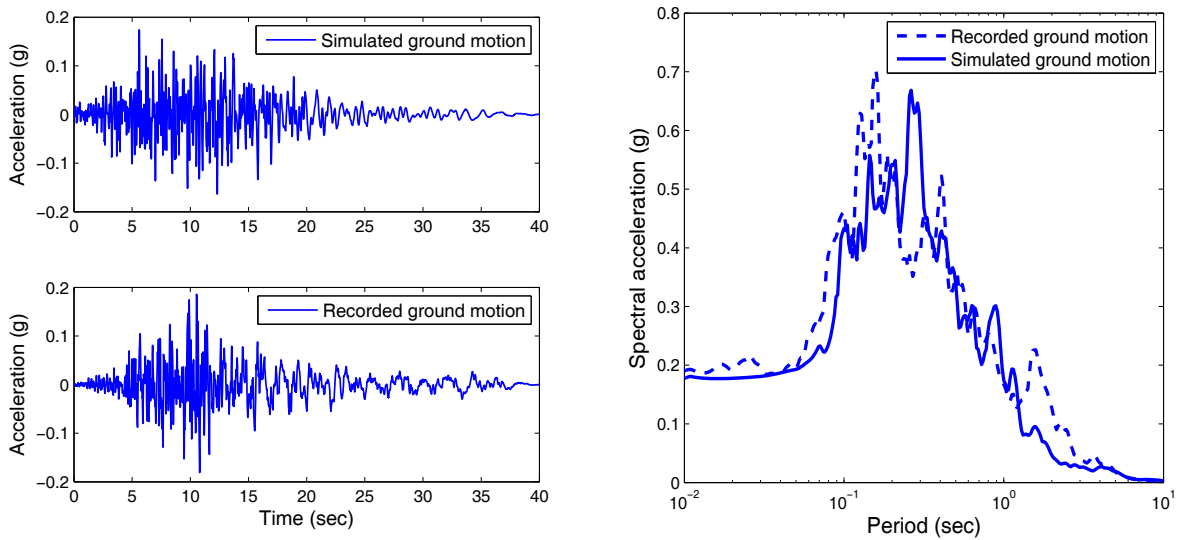 0.2
0.1
0
−0.1
−0.2
Acceleration (g)
Simulated ground motion
0 5 10 15 20 25 30 35 40
0.2
0.1
0
−0.1
−0.2
Acceleration (g)
Recorded ground motion
0 5 10 15 20 25 30 35 40
Time (sec)
0.8
0.7
0.6
0.5
0.4
0.3
0.2
0.1
0
Spectral acceleration (g)
Recorded ground motion
Simulated ground motion
10−2 10−1 100 101
Period (sec)